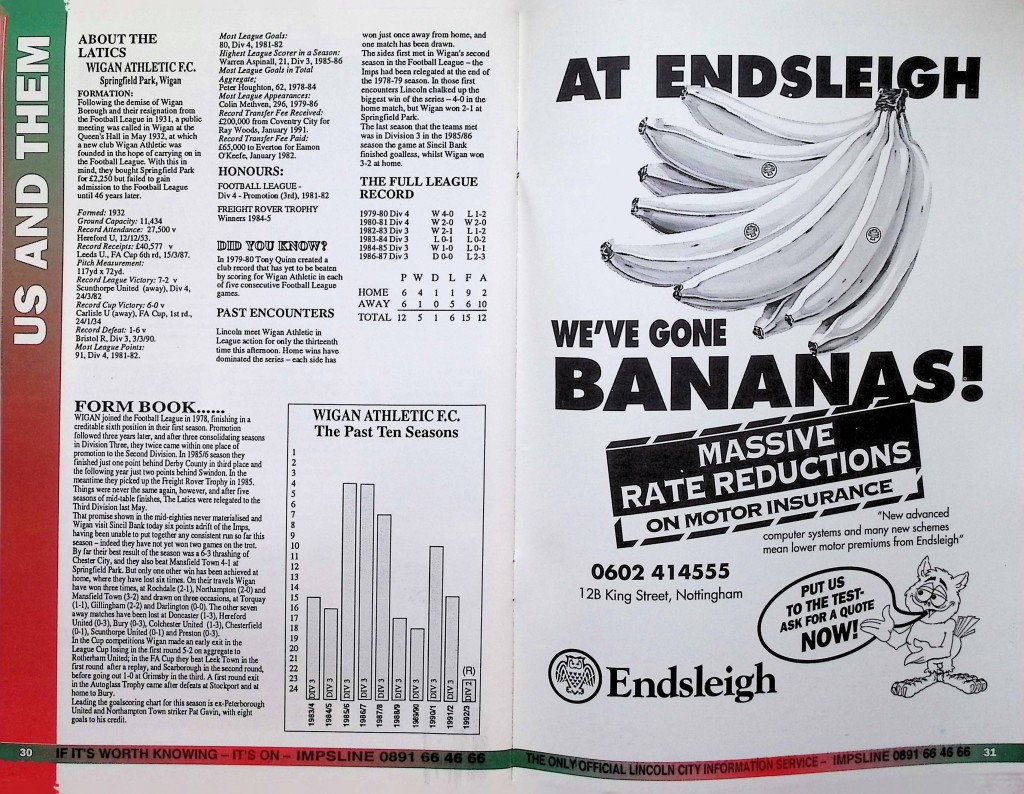 US AND THEM
ABOUT THE
LATICS
WIGAN ATHLETIC F.C.
Springfield Park, Wigan
FORMATION:
Following the demise of Wigan
Borough and their resignation from
the Football League in 1931, a public
meeting was called in Wigan at the
Queen's Hall in May 1932, at which
a new club Wigan Athletic was
founded in the hope of carrying on in
the Football League. With this in
mind, they bought Springfield Park
for £2,250 but failed to gain
admission to the Football League
until 46 years later.
Formed: 1932
Ground Capacity: 11,434
Record Attendance: 27,500 v
Hereford U, 12/12/53.
Record Receipts: £40,577 v
Leeds U., FA Cup 6th rd, 15/3/87.
Pitch Measurement:
117yd x 72yd.
Record League Victory: 7-2 v
Scunthorpe United (away), Div 4,
24/3/82
Record Cup Victory: 6-0 v
Carlisle U (away), FA Cup, 1st rd.,
24/1/34
Record Defeat: 1-6 v
Bristol R, Div 3, 3/3/90.
Most League Points:
91, Div 4, 1981-82.
Most League Goals:
80, Div 4, 1981-82
Highest League Scorer in a Season:
Warren Aspinall, 21, Div 3, 1985-86
Most League Goals in Total
Aggregate;
Peter Houghton, 62, 1978-84
Most League Appearances:
Colin Methven, 296, 1979-86
Record Transfer Fee Received:
£200,000 from Coventry City for
Ray Woods, January 1991.
Record Transfer Fee Paid:
£65,000 to Everton for Eamon
O'Keefe, January 1982.
HONOURS:
FOOTBALL LEAGUE -
Div 4 - Promotion (3rd), 1981-82
FREIGHT ROVER TROPHY
Winners 1984-5
DID YOU KNOW?
In 1979-80 Tony Quinn created a
club record that has yet to be beaten
by scoring for Wigan Athletic in each
of five consecutive Football League
games.
PAST ENCOUNTERS
Lincoln meet Wigan Athletic in
League action for only the thirteenth
time this afternoon. Home wins have
dominated the series – each side has
won just once away from home, and
one match has been drawn.
The sides first met in Wigan's second
season in the Football League – the
Imps had been relegated at the end of
the 1978-79 season. In those first
encounters Lincoln chalked up the
biggest win of the series – 4-0 in the
home match, but Wigan won 2-1 at
Springfield Park.
The last season that the teams met
was in Division 3 in the 1985/86
season the game at Sincil Bank
finished goalless, whilst Wigan won
3-2 at home.
THE FULL LEAGUE
RECORD
1979-80 Div 4 W 4-0 L 1-2
1980-81 Div 4 W 2-0 W 2-0
1982-83 Div 3 W 2-1 L 1-2
1983-84 Div 3 L 0-1 L 0-2
1984-85 Div 3 W 1-0 L 0-1
1986-87 Div 3 D 0-0 L 2-3
P W D L F A
HOME 6 4 1 1 9 2
AWAY 6 1 0 5 6 10
TOTAL 12 5 1 6 15 12
FORM BOOK......
WIGAN joined the Football League in 1978, finishing in a
creditable sixth position in their first season. Promotion
followed three years later, and after three consolidating seasons
in Division Three, they twice came within one place of
promotion to the Second Division. In 1985/6 season they
finished just one point behind Derby County in third place and
the following year just two points behind Swindon. In the
meantime they picked up the Freight Rover Trophy in 1985.
Things were never the same again, however, and after five
seasons of mid-table finishes, The Latics were relegated to the
Third Division last May.
That promise shown in the mid-eighties never materialised and
Wigan visit Sincil Bank today six points adrift of the Imps,
having been unable to put together any consistent run so far this
season – indeed they have not yet won two games on the trot.
By far their best result of the season was a 6-3 thrashing of
Chester City, and they also beat Mansfield Town 4-1 at
Springfield Park. But only one other win has been achieved at
home, where they have lost six times. On their travels Wigan
have won three times, at Rochdale (2-1), Northampton (2-0) and
Mansfield Town (3-2) and drawn on three occasions, at Torquay
(1-1), Gillingham (2-2) and Darlington (0-0). The other seven
away matches have been lost at Doncaster (1-3), Hereford
United (0-3), Bury (0-3), Colchester United (1-3), Chesterfield
(0-1), Scunthorpe United (0-1) and Preston (0-3).
In the Cup competitions Wigan made an early exit in the
League Cup losing in the first round 5-2 on aggregate to
Rotherham United; in the FA Cup they beat Leek Town in the
first round after a replay, and Scarborough in the second round,
before going out 1-0 at Grimsby in the third. A first round exit
in the Autoglass Trophy came after defeats at Stockport and at
home to Bury.
Leading the goalscoring chart for this season is ex-Peterborough
United and Northampton Town striker Pat Gavin, with eight
goals to his credit.
WIGAN ATHLETIC F.C.
The Past Ten Seasons
1
2
3
4
5
6
7
8
9
10
11
12
13
14
15
16
17
18
19
20
21
22
23
24
DIV 3 DIV 3 DIV 3 DIV 3 DIV 3 DIV 3 DIV 3 DIV 3 DIV 3 DIV 2
(R)
1983/4 1984/5 1985/6 1986/7 1987/8 1988/9 1989/90 1990/1 1991/2 1992/3
30 IF IT'S WORTH KNOWING – IT'S ON – IMPSLINE 0891 66 46 66
AT ENDSLEIGH
WE'VE GONE
BANANAS!
MASSIVE
RATE REDUCTIONS
ON MOTOR INSURANCE
"New advanced
computer systems and many new schemes
mean lower motor premiums from Endsleigh"
0602 414555
12B King Street, Nottingham
PUT US
TO THE TEST-
ASK FOR A QUOTE
NOW!
Endsleigh
THE ONLY OFFICIAL LINCOLN CITY INFORMATION SERVICE – IMPSLINE 0891 66 46 66 31